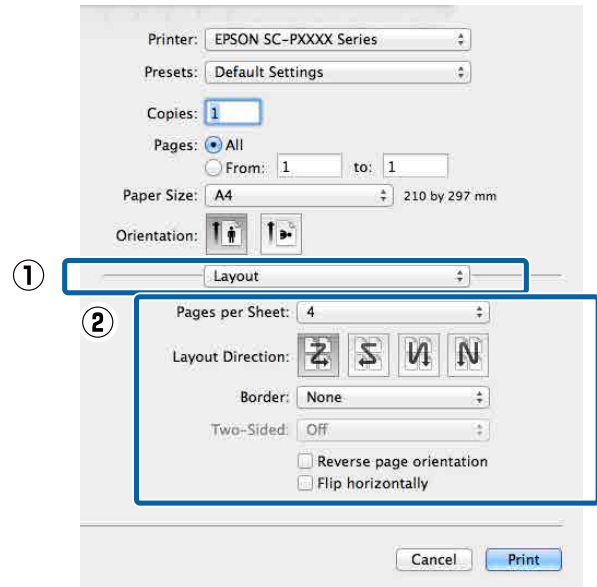 Printer: EPSON SC-PXXXX Series
Presets: Default Settings
Copies: 1
Pages: All
From: 1 to: 1
Paper Size: A4 210 by 297 mm
Orientation:
① Layout
②
Pages per Sheet: 4
Layout Direction:
Border: None
Two-Sided: Off
Reverse page orientation
Flip horizontally
Cancel Print